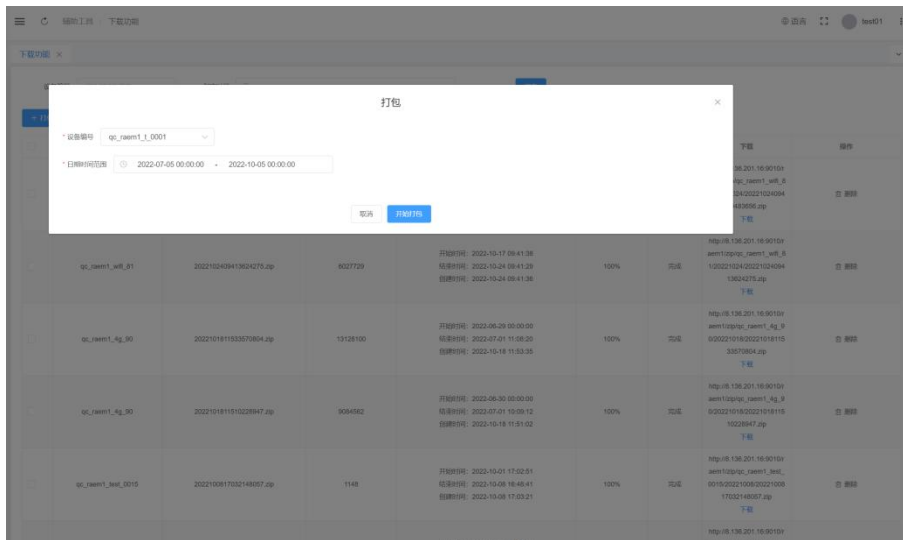 辅助工具 / 下载功能
语言
test01
下载功能 ×
打包
* 设备编号 qc_raem1_t_0001
* 日期时间范围 2022-07-05 00:00:00 - 2022-10-05 00:00:00
取消 开始打包
下载 操作
下载 删除
qc_raem1_wifi_81 6027729 100% 完成 删除
开始时间: 2022-10-17 09:41:38
结束时间: 2022-10-24 09:41:29
创建时间: 2022-10-24 09:41:36
下载
qc_raem1_4g_90 2022101811533570804.zip 13128100 100% 完成 删除
开始时间: 2022-06-29 00:00:00
结束时间: 2022-07-01 11:08:20
创建时间: 2022-10-18 11:53:35
下载
qc_raem1_4g_90 2022101811510228947.zip 9084562 100% 完成 删除
开始时间: 2022-06-30 00:00:00
结束时间: 2022-07-01 10:09:12
创建时间: 2022-10-18 11:51:02
下载
qc_raem1_test_0010 2022100817032148057.zip 1148 100% 完成 删除
开始时间: 2022-10-01 17:02:51
结束时间: 2022-10-08 16:49:41
创建时间: 2022-10-08 17:03:21
下载